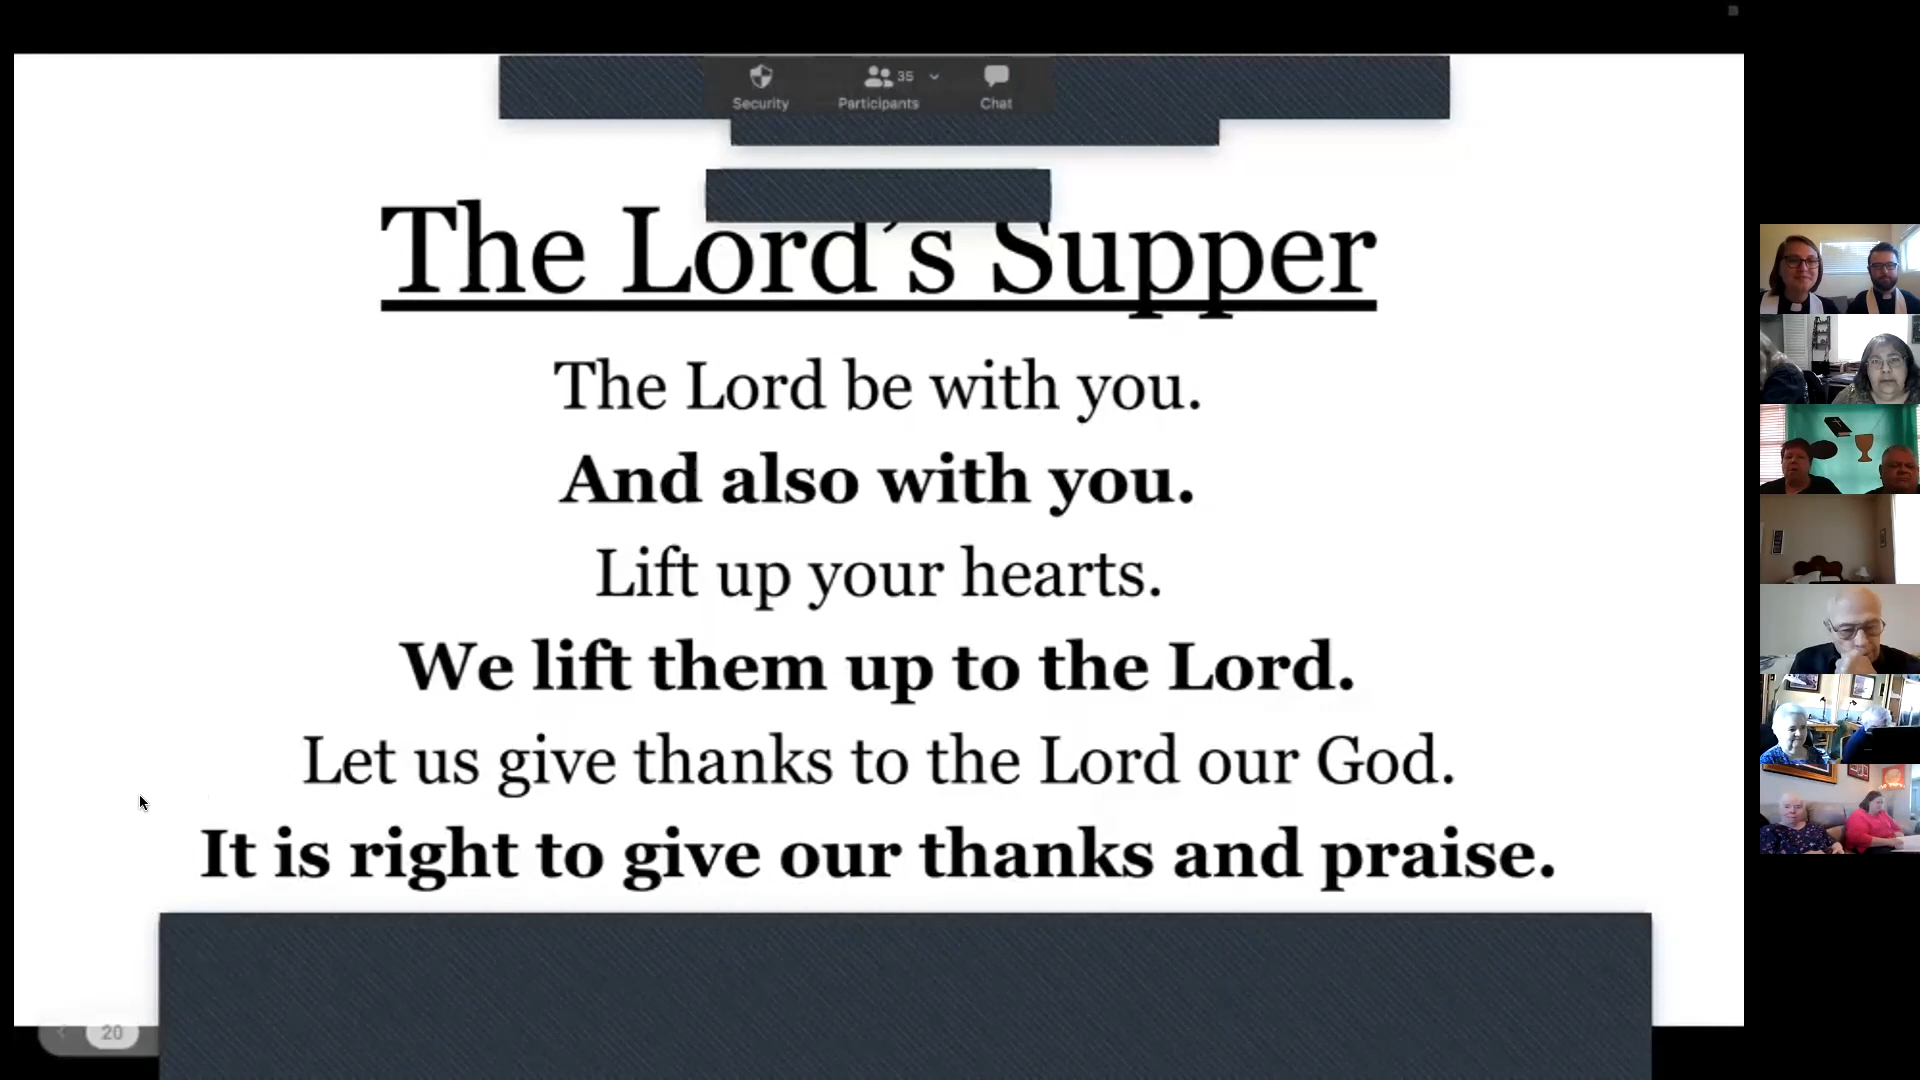 35
Security Participants Chat
The Lord's Supper
The Lord be with you.
And also with you.
Lift up your hearts.
We lift them up to the Lord.
Let us give thanks to the Lord our God.
It is right to give our thanks and praise.
20